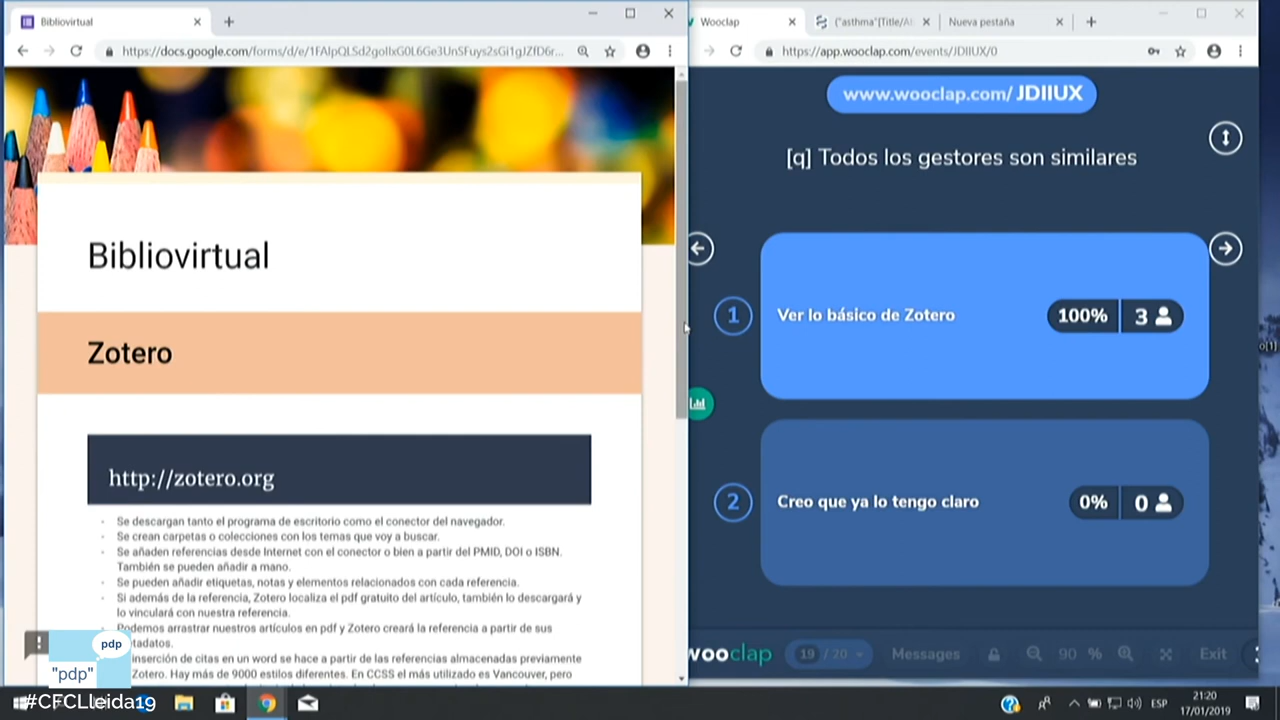 Bibliovirtual
https://docs.google.com/forms/d/e/1FAIpQLSd2golIxG0L6Ge3UnSFuys2sGi1gJZfD6r...
Bibliovirtual
Zotero
http://zotero.org
- Se descargan tanto el programa de escritorio como el conector del navegador.
- Se crean carpetas o colecciones con los temas que voy a buscar.
- Se añaden referencias desde Internet con el conector o bien a partir del PMID, DOI o ISBN.
También se pueden añadir a mano.
- Se pueden añadir etiquetas, notas y elementos relacionados con cada referencia.
- Si además de la referencia, Zotero localiza el pdf gratuito del artículo, también lo descargará y
lo vinculará con nuestra referencia.
Podemos arrastrar nuestros artículos en pdf y Zotero creará la referencia a partir de sus
tadatos.
inserción de citas en un word se hace a partir de las referencias almacenadas previamente
Zotero. Hay más de 9000 estilos diferentes. En CCSS el más utilizado es Vancouver, pero
pdp
"pdp"
#CFCLleida19
Wooclap
("asthma"[Title/Al
Nueva pestaña
https://app.wooclap.com/events/JDIIUX/0
www.wooclap.com/ JDIIUX
[q] Todos los gestores son similares
1
Ver lo básico de Zotero
100%
3
2
Creo que ya lo tengo claro
0%
0
wooclap
19 / 20
Messages
90 %
Exit
o[1]
ESP
21:20
17/01/2019